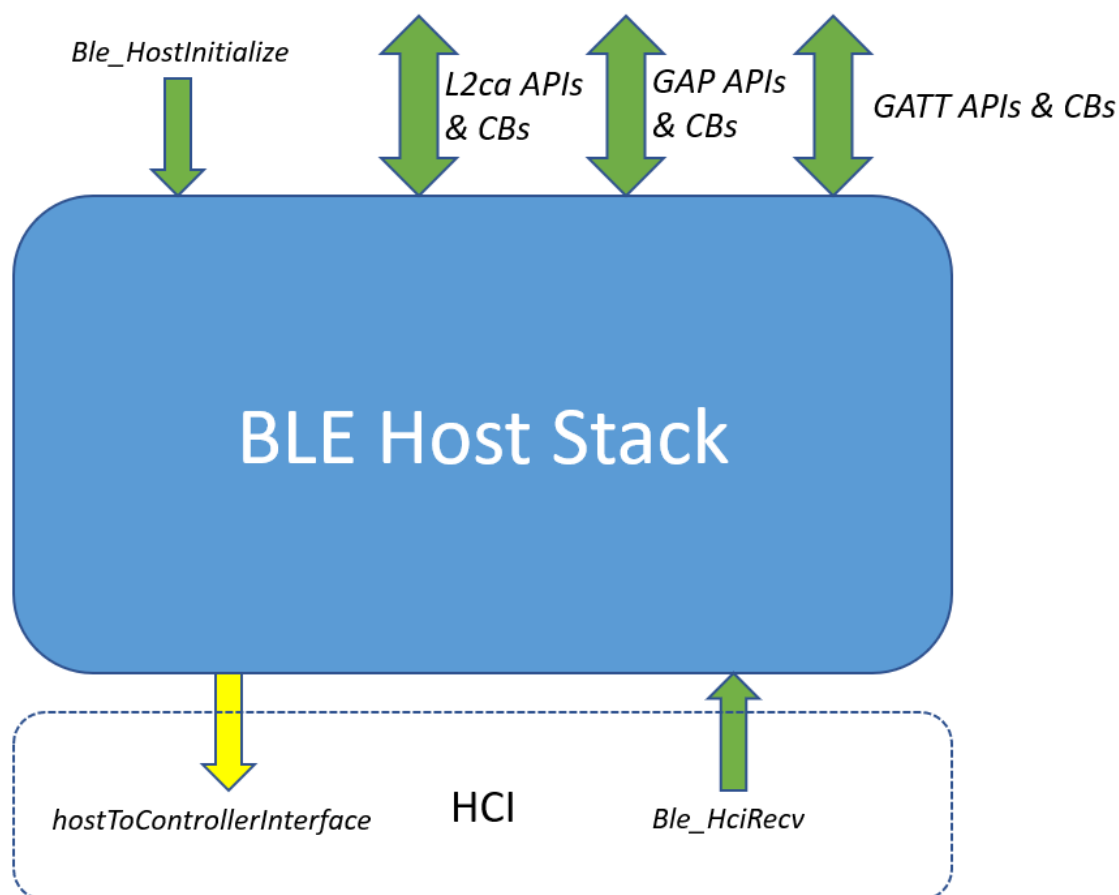 Ble_HostInitialize
L2ca APIs
& CBs
GAP APIs
& CBs
GATT APIs & CBs
BLE Host Stack
hostToControllerInterface
HCI
Ble_HciRecv